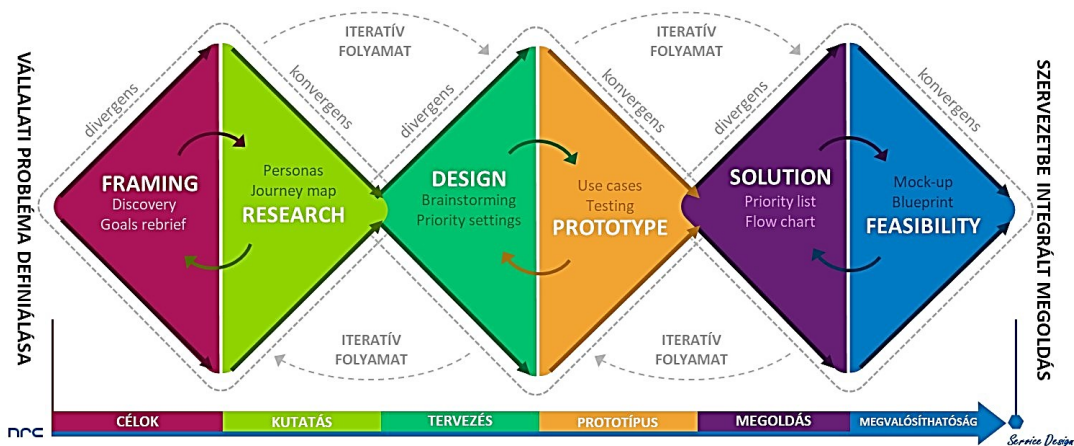 VÁLLALATI PROBLÉMA DEFINIÁLÁSA
ITERATÍV
FOLYAMAT
ITERATÍV
FOLYAMAT
divergens
konvergens
divergens
konvergens
divergens
konvergens
FRAMING
Discovery
Goals rebrief
Personas
Journey map
RESEARCH
DESIGN
Brainstorming
Priority settings
Use cases
Testing
PROTOTYPE
SOLUTION
Priority list
Flow chart
Mock-up
Blueprint
FEASIBILITY
ITERATÍV
FOLYAMAT
ITERATÍV
FOLYAMAT
SZERVEZETBE INTEGRÁLT MEGOLDÁS
CÉLOK
KUTATÁS
TERVEZÉS
PROTOTÍPUS
MEGOLDÁS
MEGVALÓSÍTHATÓSÁG
Service Design